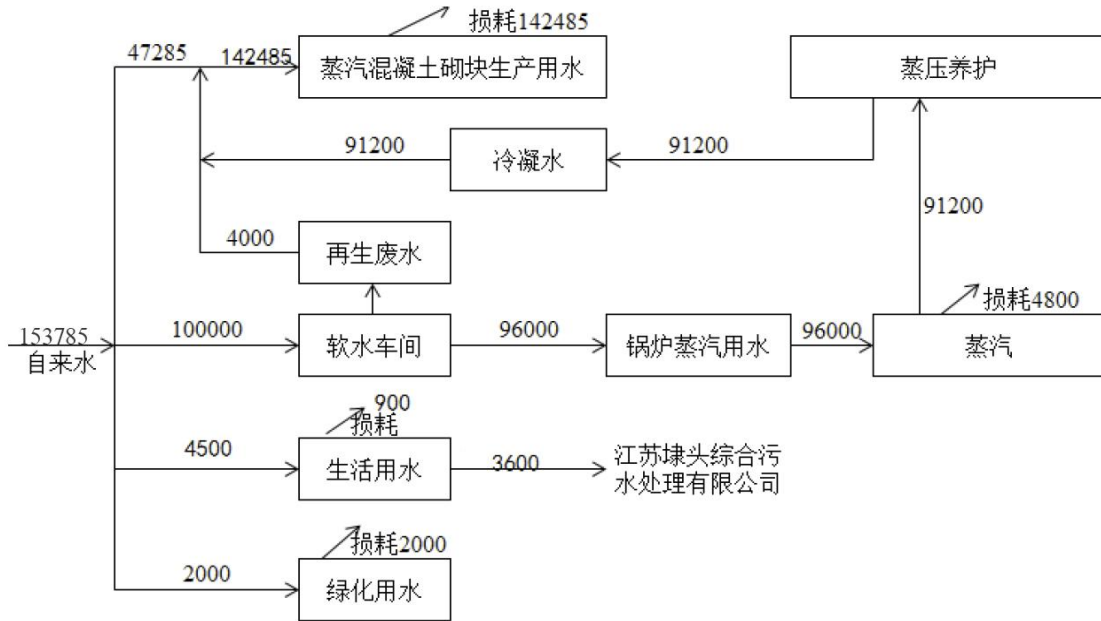 损耗142485
47285
142485
蒸汽混凝土砌块生产用水
蒸压养护
91200
冷凝水
91200
91200
4000
再生废水
损耗4800
153785
自来水
100000
软水车间
96000
锅炉蒸汽用水
96000
蒸汽
900
损耗
4500
生活用水
3600
江苏埭头综合污
水处理有限公司
损耗2000
2000
绿化用水